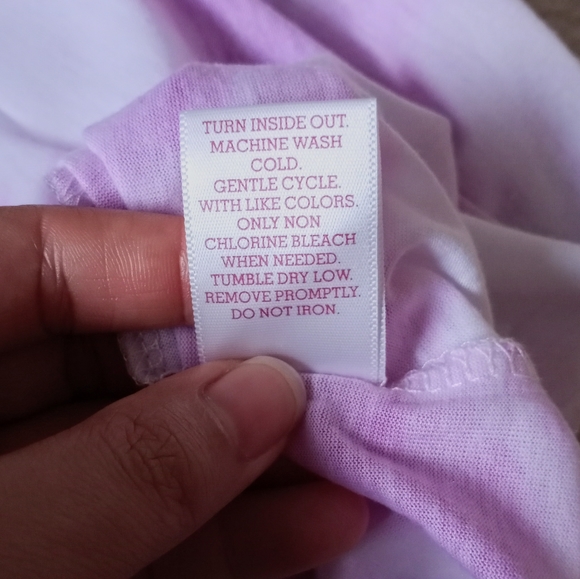 TURN INSIDE OUT.
MACHINE WASH
COLD.
GENTLE CYCLE.
WITH LIKE COLORS.
ONLY NON
CHLORINE BLEACH
WHEN NEEDED.
TUMBLE DRY LOW.
REMOVE PROMPTLY.
DO NOT IRON.